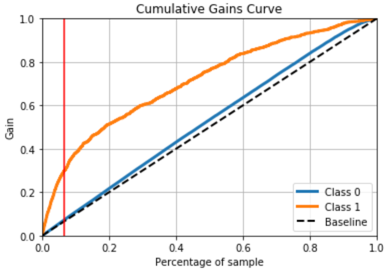 Cumulative Gains Curve
1.0
0.8
0.6
0.4
0.2
0.0
Gain
Class 0
Class 1
Baseline
0.0 0.2 0.4 0.6 0.8 1.0
Percentage of sample